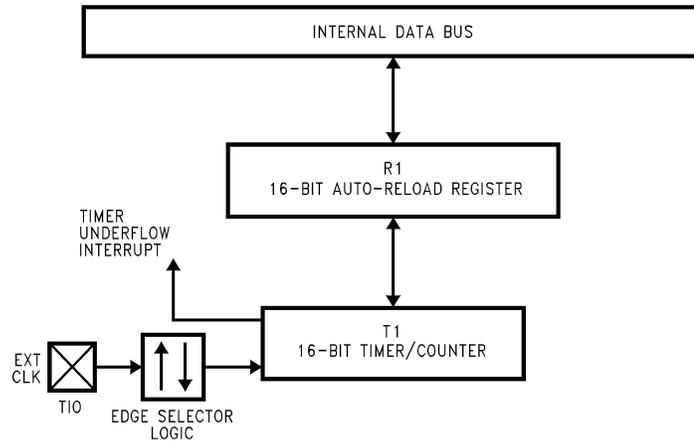 INTERNAL DATA BUS
R1
16-BIT AUTO-RELOAD REGISTER
TIMER
UNDERFLOW
INTERRUPT
T1
16-BIT TIMER/COUNTER
EXT
CLK
TIO
EDGE SELECTOR
LOGIC